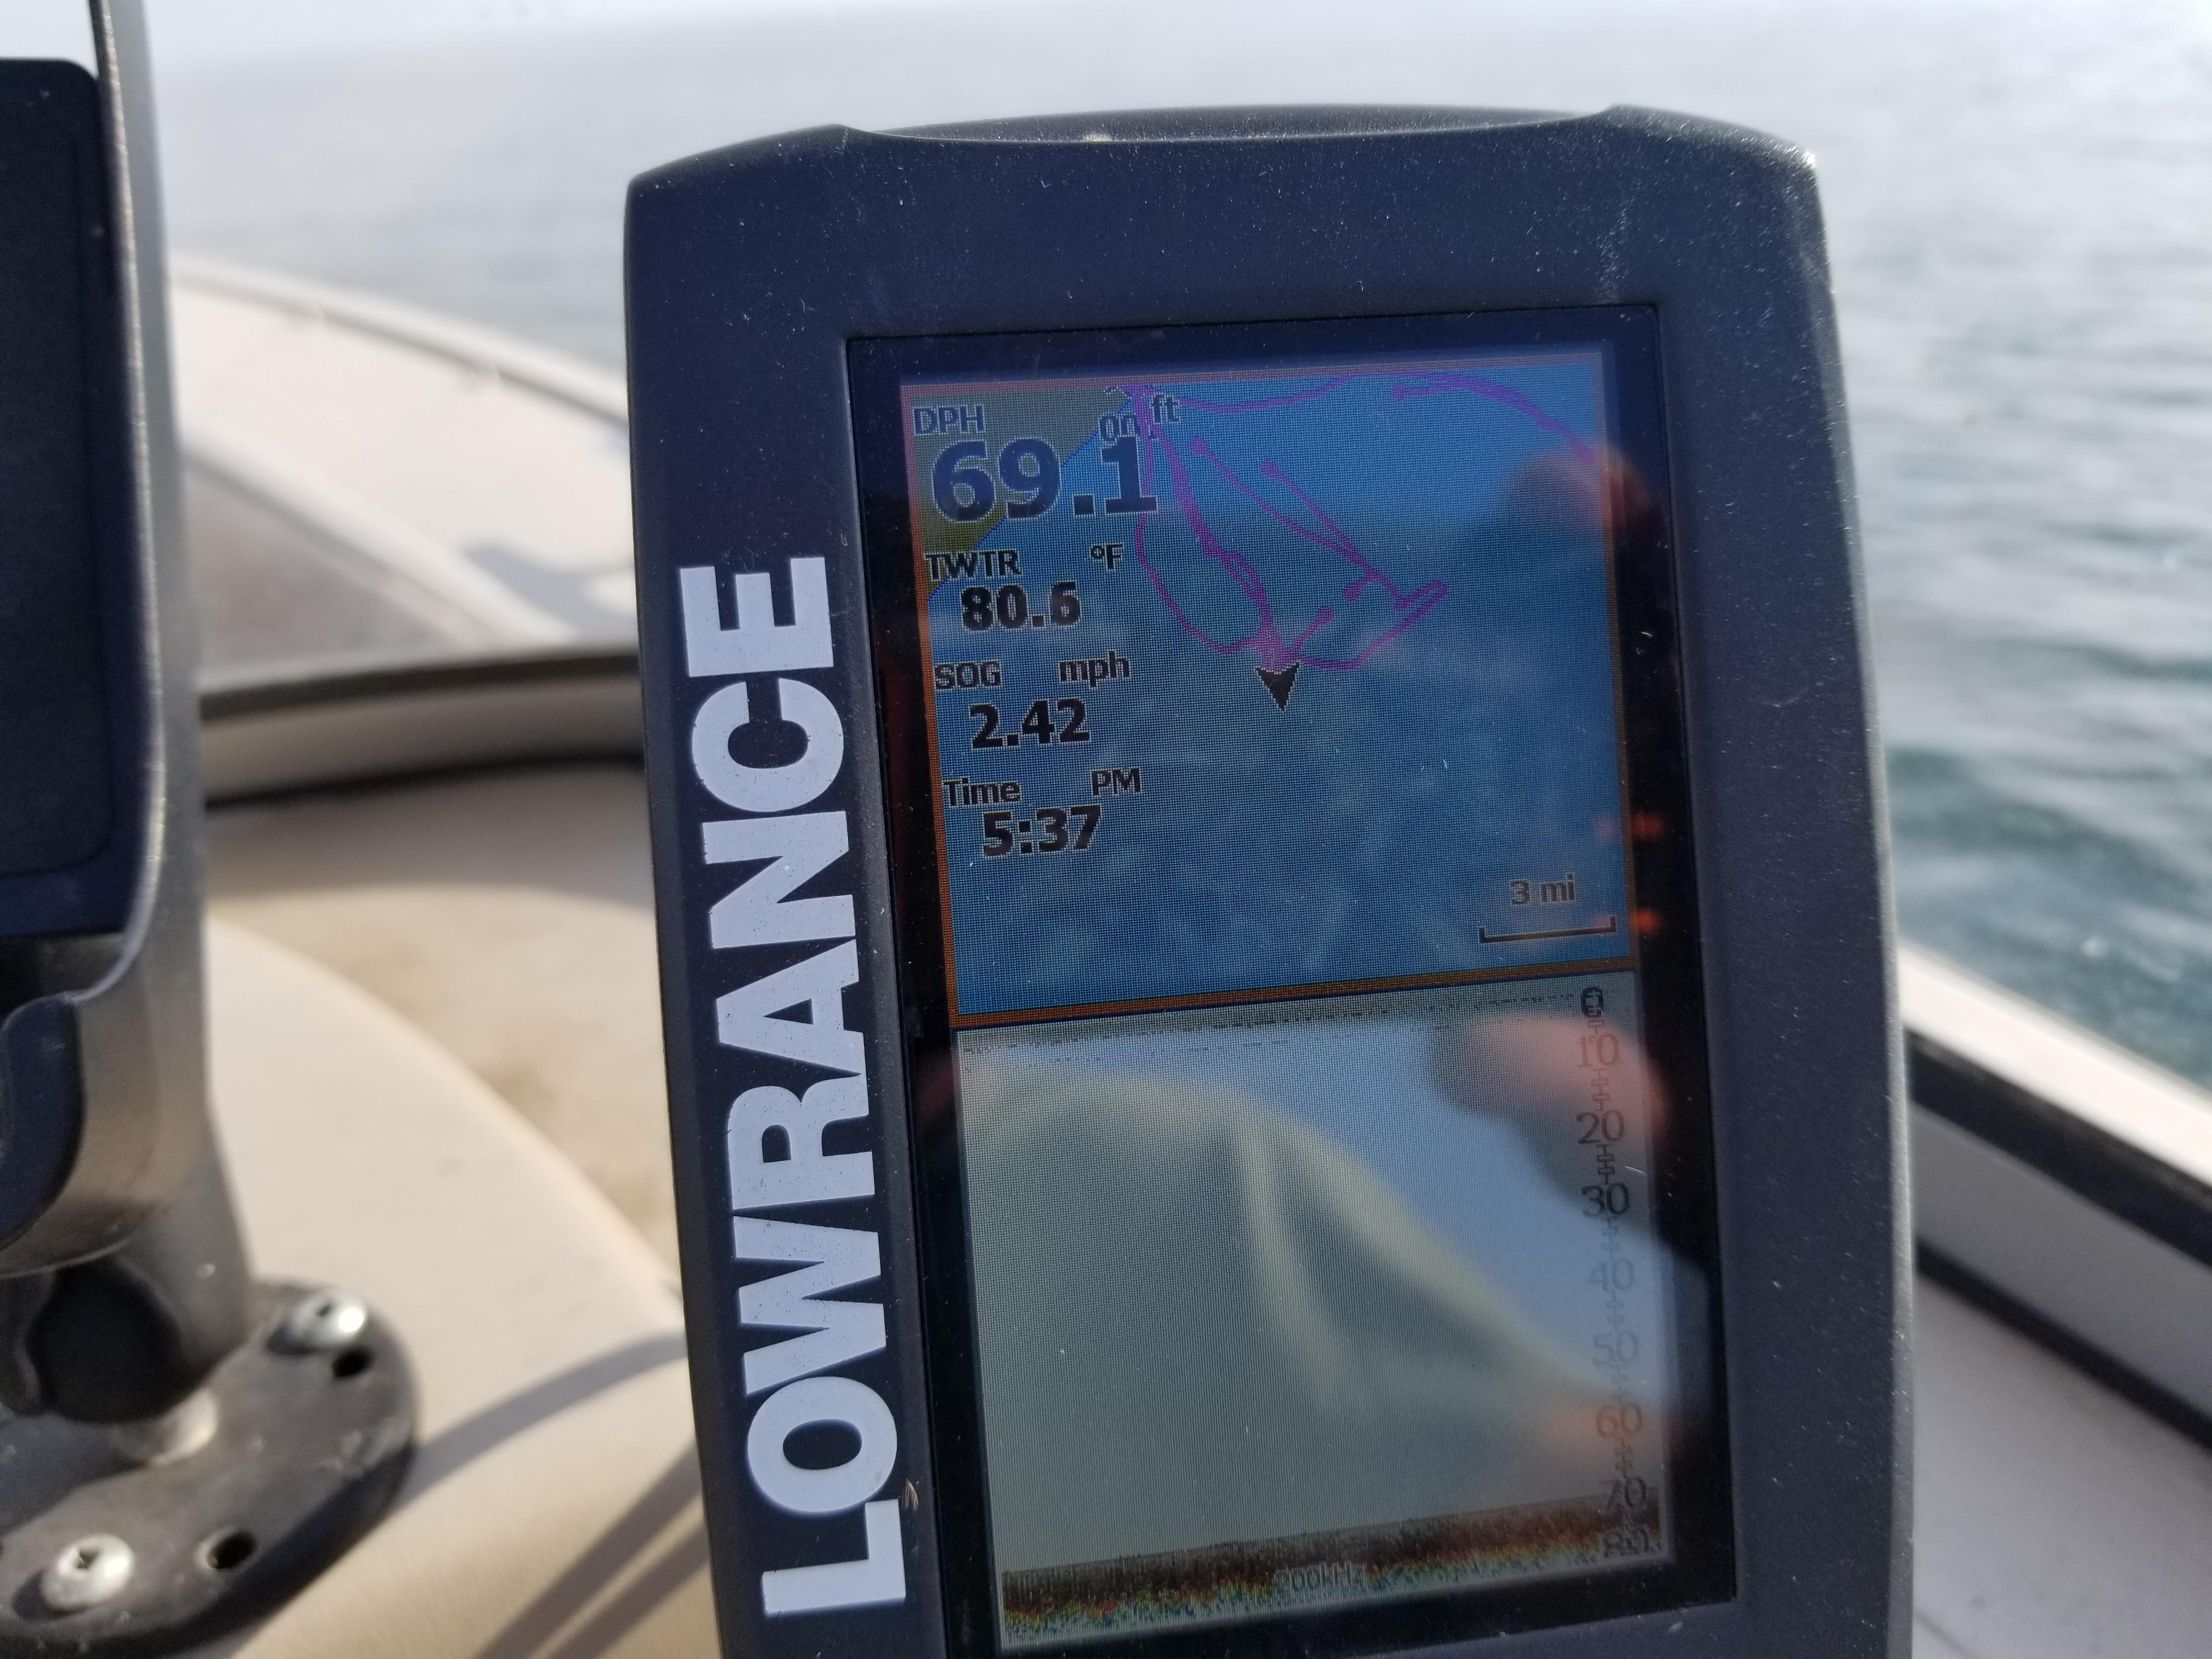 LOWRANCE
DPH ft
69.1
TWTR °F
80.6
SOG mph
2.42
Time PM
5:37
3 mi
0
10
20
30
40
50
60
70